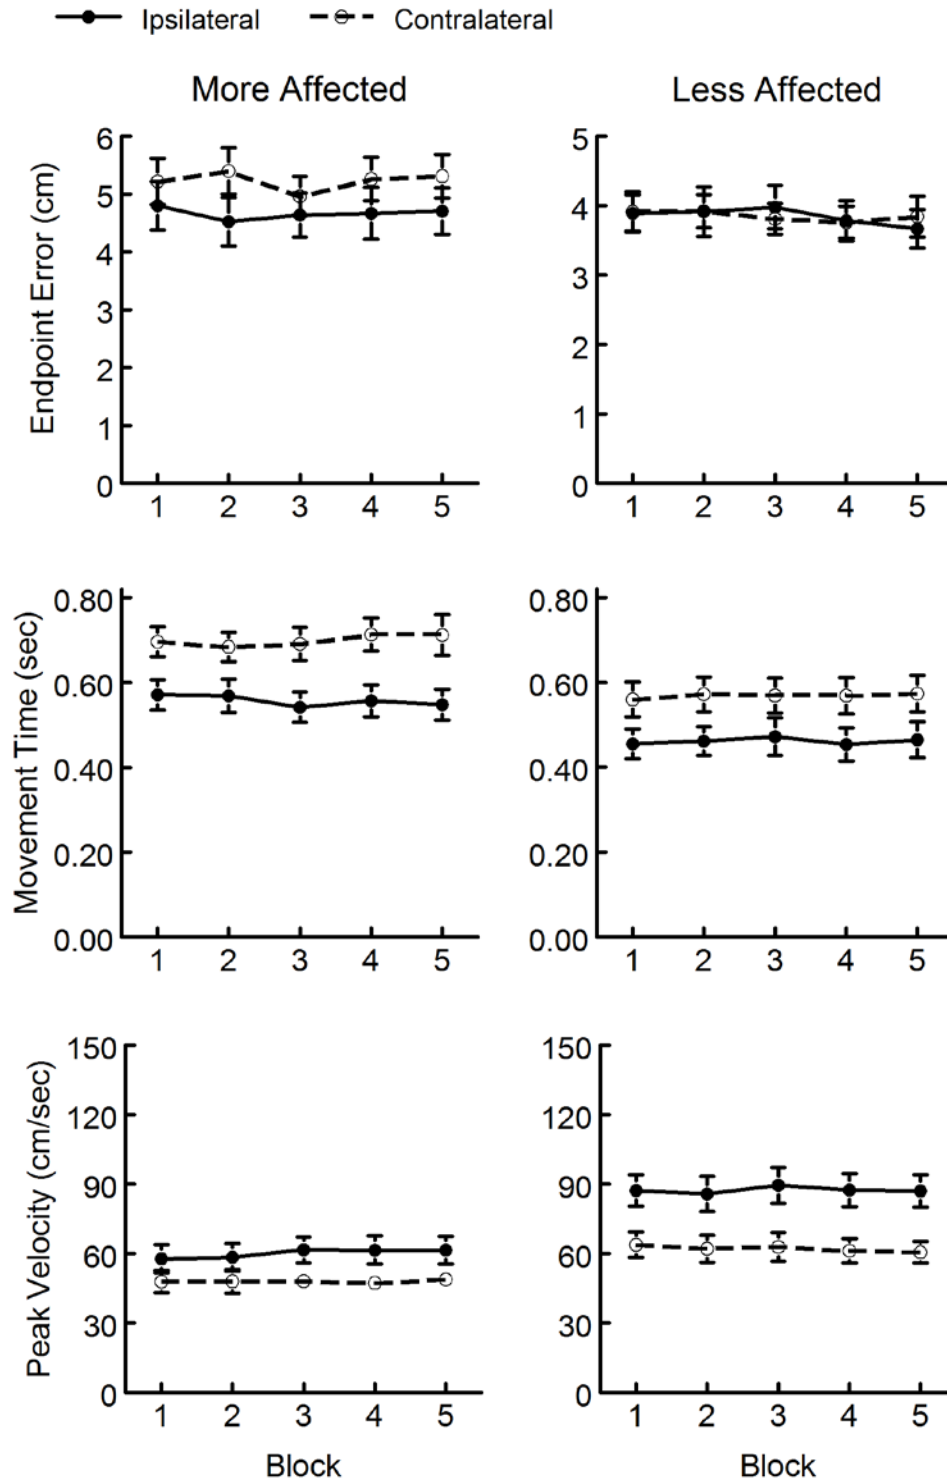 Ipsilateral Contralateral
More Affected Less Affected
Endpoint Error (cm)
6
5
4
3
2
1
0
1 2 3 4 5
5
4
3
2
1
0
1 2 3 4 5
Movement Time (sec)
0.80
0.60
0.40
0.20
0.00
1 2 3 4 5
0.80
0.60
0.40
0.20
0.00
1 2 3 4 5
Peak Velocity (cm/sec)
150
120
90
60
30
0
1 2 3 4 5
Block
150
120
90
60
30
0
1 2 3 4 5
Block